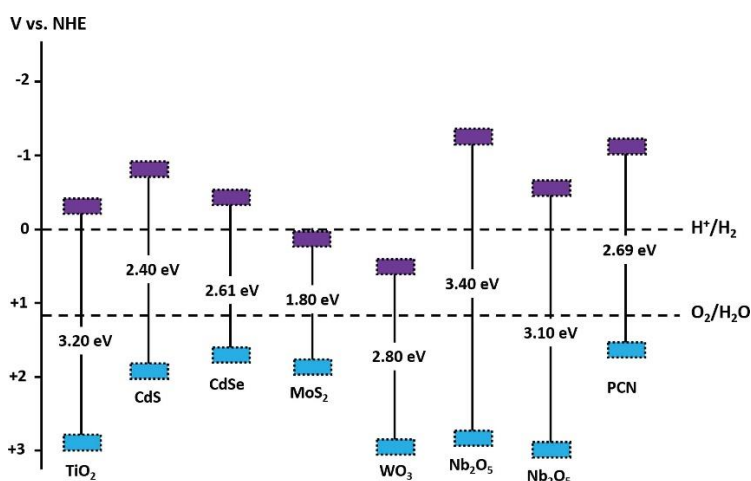 V vs. NHE
-2
-1
0
H⁺/H₂
2.69 eV
2.40 eV
2.61 eV
3.40 eV
1.80 eV
+1
O₂/H₂O
3.20 eV
3.10 eV
2.80 eV
+2
CdS
CdSe
MoS₂
PCN
+3
TiO₂
WO₃
Nb₂O₅
Nb₂O₅